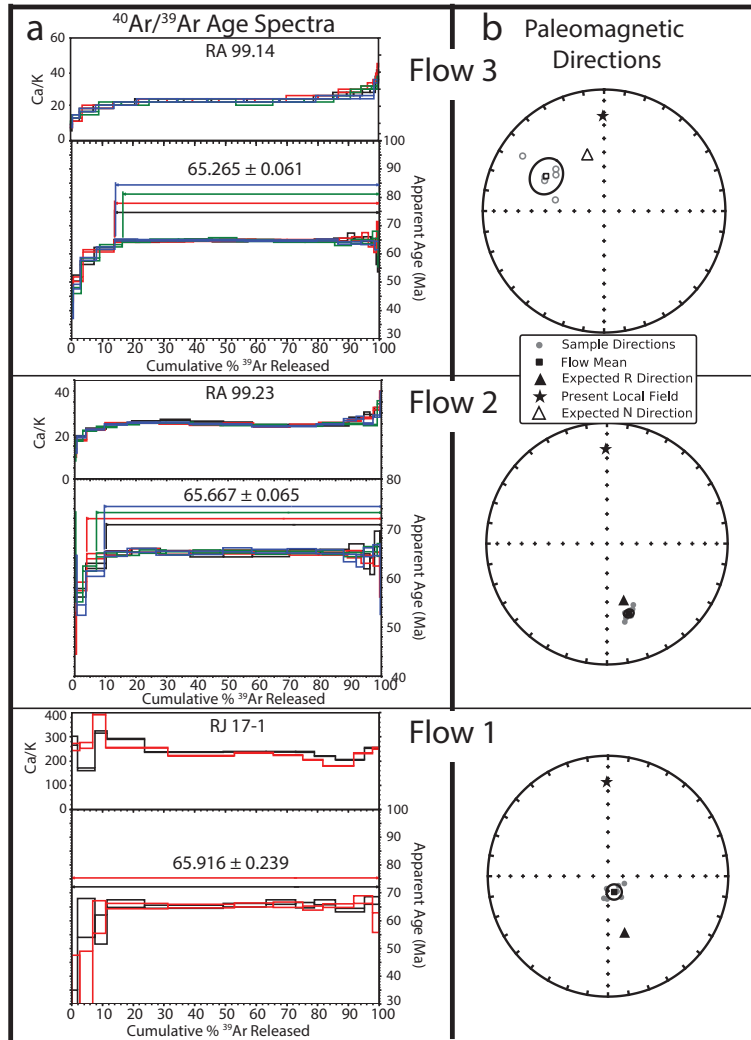 a
⁴⁰Ar/³⁹Ar Age Spectra
b
Paleomagnetic
Directions
RA 99.14
Flow 3
Ca/K
60
40
20
0
100
90
80
70
60
50
40
30
Apparent Age (Ma)
65.265 ± 0.061
0 10 20 30 40 50 60 70 80 90 100
Cumulative % ³⁹Ar Released
Sample Directions
Flow Mean
Expected R Direction
Present Local Field
Expected N Direction
RA 99.23
Flow 2
Ca/K
40
20
0
80
70
60
50
40
Apparent Age (Ma)
65.667 ± 0.065
0 10 20 30 40 50 60 70 80 90 100
Cumulative % ³⁹Ar Released
RJ 17-1
Flow 1
Ca/K
400
300
200
100
0
100
90
80
70
60
50
40
30
Apparent Age (Ma)
65.916 ± 0.239
0 10 20 30 40 50 60 70 80 90 100
Cumulative % ³⁹Ar Released